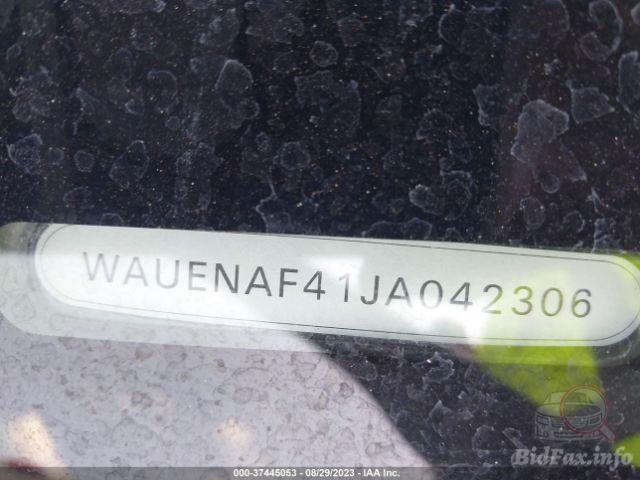 WAUENAF41JA042306
BidFax.info
000-37445053 - 08/29/2023 - IAA Inc.